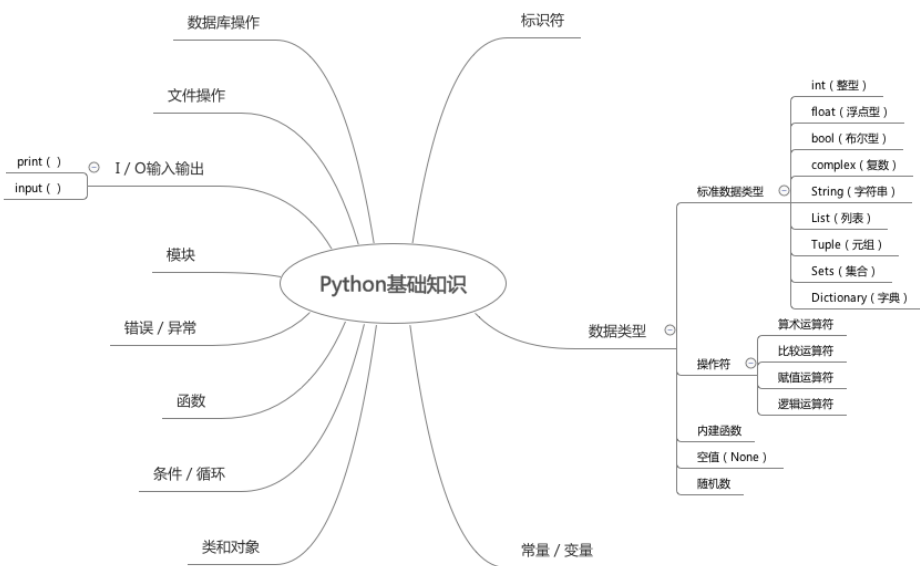 Python基础知识
标识符
数据类型
标准数据类型
int（整型）
float（浮点型）
bool（布尔型）
complex（复数）
String（字符串）
List（列表）
Tuple（元组）
Sets（集合）
Dictionary（字典）
操作符
算术运算符
比较运算符
赋值运算符
逻辑运算符
内建函数
空值（None）
随机数
常量 / 变量
数据库操作
文件操作
I / O输入输出
print（ ）
input（ ）
模块
错误 / 异常
函数
条件 / 循环
类和对象